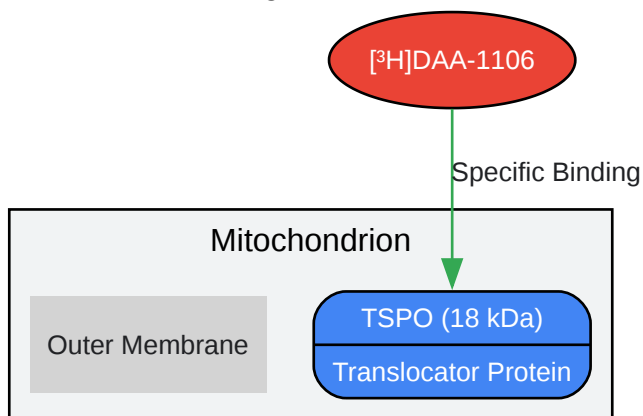 [³H]DAA-1106
Specific Binding
Mitochondrion
TSPO (18 kDa)
Outer Membrane
Translocator Protein